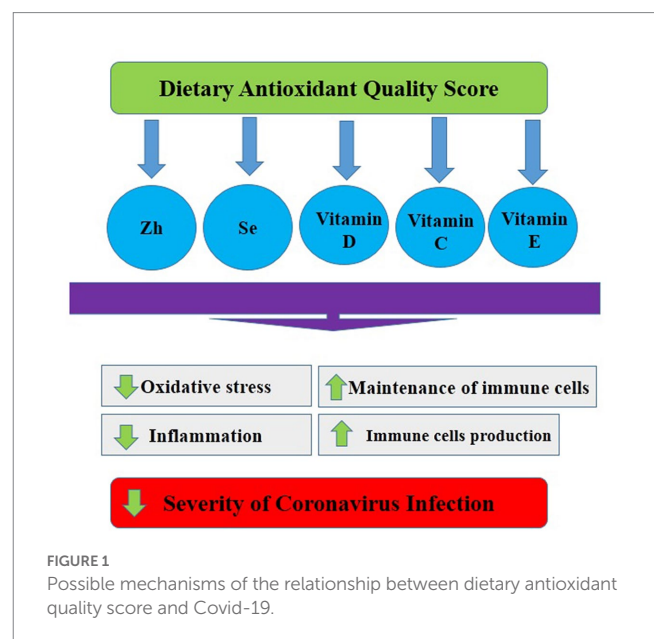 Dietary Antioxidant Quality Score
Zh
Se
Vitamin
D
Vitamin
C
Vitamin
E
Oxidative stress
Maintenance of immune cells
Inflammation
Immune cells production
Severity of Coronavirus Infection
FIGURE 1
Possible mechanisms of the relationship between dietary antioxidant
quality score and Covid-19.